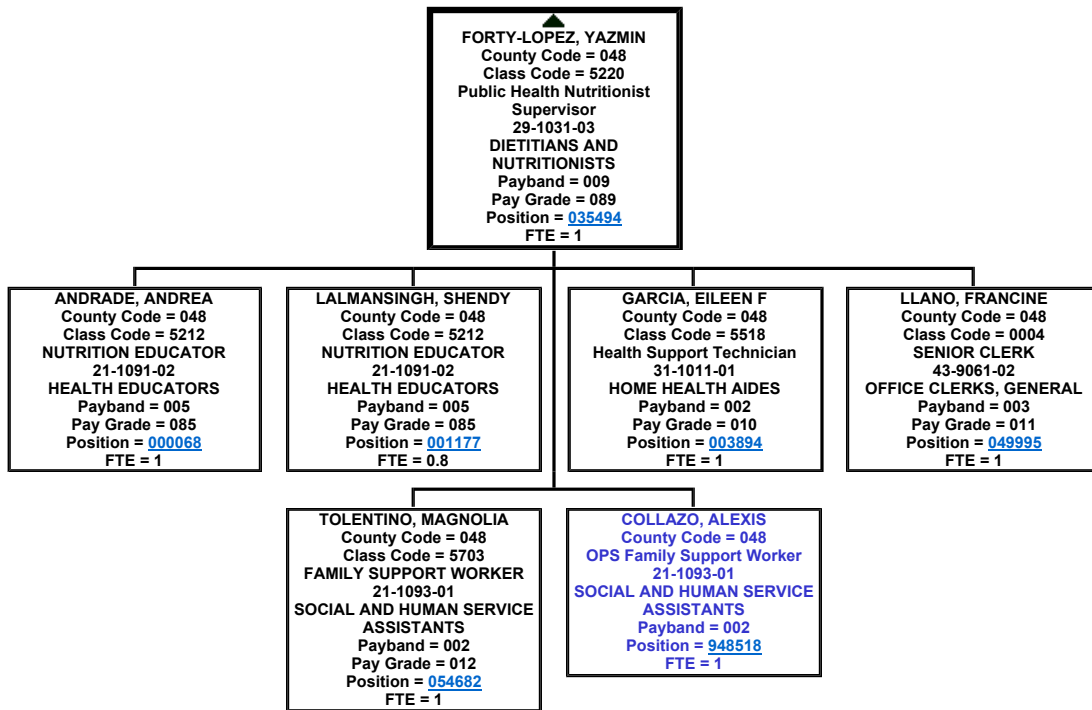 FORTY-LOPEZ, YAZMIN
County Code = 048
Class Code = 5220
Public Health Nutritionist
Supervisor
29-1031-03
DIETITIANS AND
NUTRITIONISTS
Payband = 009
Pay Grade = 089
Position = 035494
FTE = 1
ANDRADE, ANDREA
County Code = 048
Class Code = 5212
NUTRITION EDUCATOR
21-1091-02
HEALTH EDUCATORS
Payband = 005
Pay Grade = 085
Position = 000068
FTE = 1
LALMANSINGH, SHENDY
County Code = 048
Class Code = 5212
NUTRITION EDUCATOR
21-1091-02
HEALTH EDUCATORS
Payband = 005
Pay Grade = 085
Position = 001177
FTE = 0.8
GARCIA, EILEEN F
County Code = 048
Class Code = 5518
Health Support Technician
31-1011-01
HOME HEALTH AIDES
Payband = 002
Pay Grade = 010
Position = 003894
FTE = 1
LLANO, FRANCINE
County Code = 048
Class Code = 0004
SENIOR CLERK
43-9061-02
OFFICE CLERKS, GENERAL
Payband = 003
Pay Grade = 011
Position = 049995
FTE = 1
TOLENTINO, MAGNOLIA
County Code = 048
Class Code = 5703
FAMILY SUPPORT WORKER
21-1093-01
SOCIAL AND HUMAN SERVICE
ASSISTANTS
Payband = 002
Pay Grade = 012
Position = 054682
FTE = 1
COLLAZO, ALEXIS
County Code = 048
OPS Family Support Worker
21-1093-01
SOCIAL AND HUMAN SERVICE
ASSISTANTS
Payband = 002
Position = 948518
FTE = 1